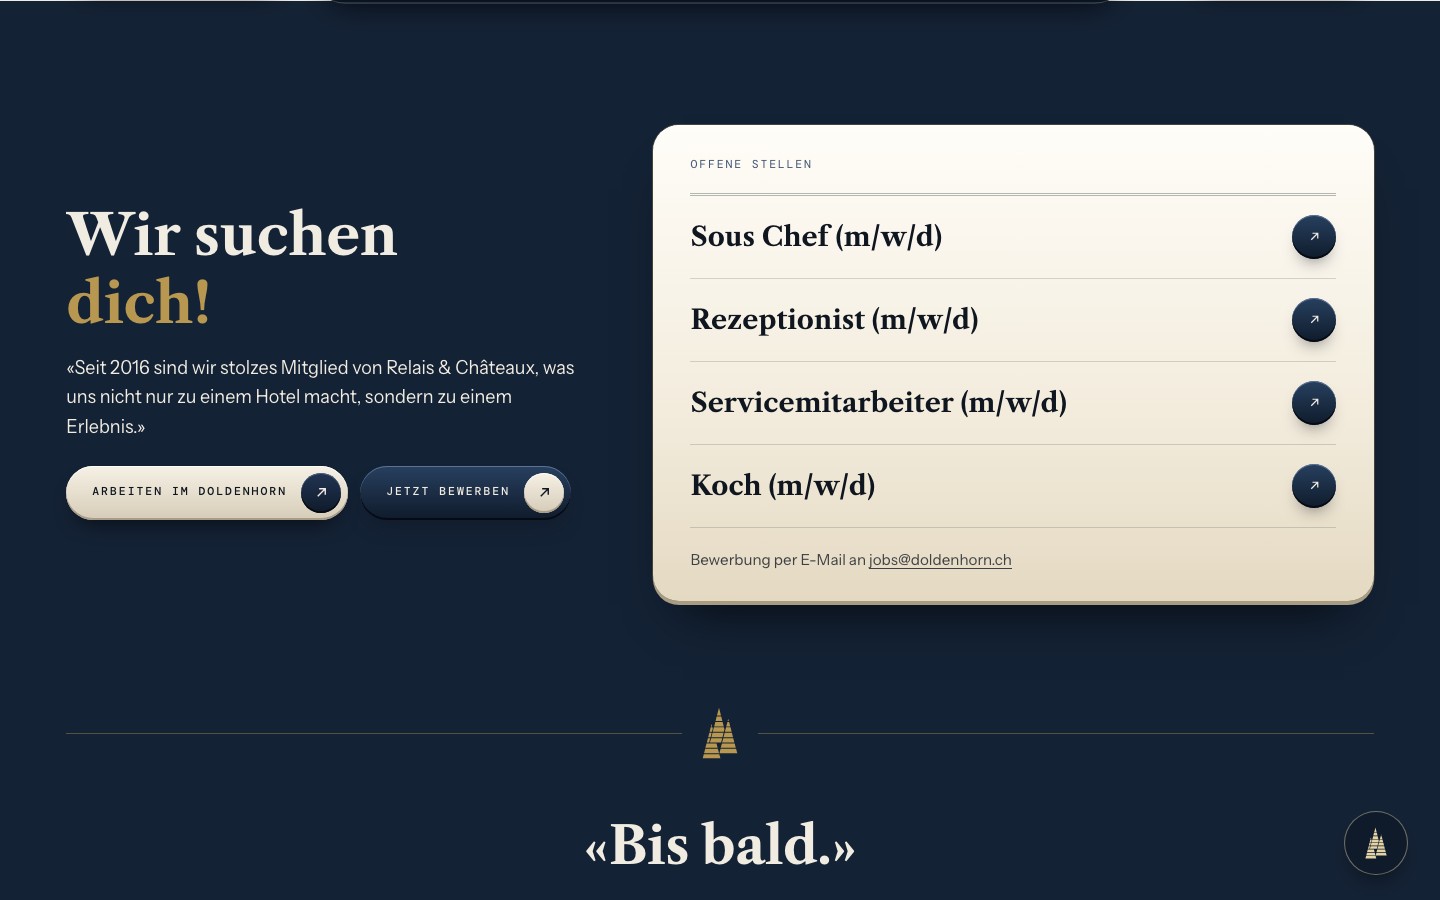 Wir suchen
dich!
«Seit 2016 sind wir stolzes Mitglied von Relais & Châteaux, was
uns nicht nur zu einem Hotel macht, sondern zu einem
Erlebnis.»
ARBEITEN IM DOLDENHORN
JETZT BEWERBEN
OFFENE STELLEN
Sous Chef (m/w/d)
Rezeptionist (m/w/d)
Servicemitarbeiter (m/w/d)
Koch (m/w/d)
Bewerbung per E-Mail an jobs@doldenhorn.ch
«Bis bald.»